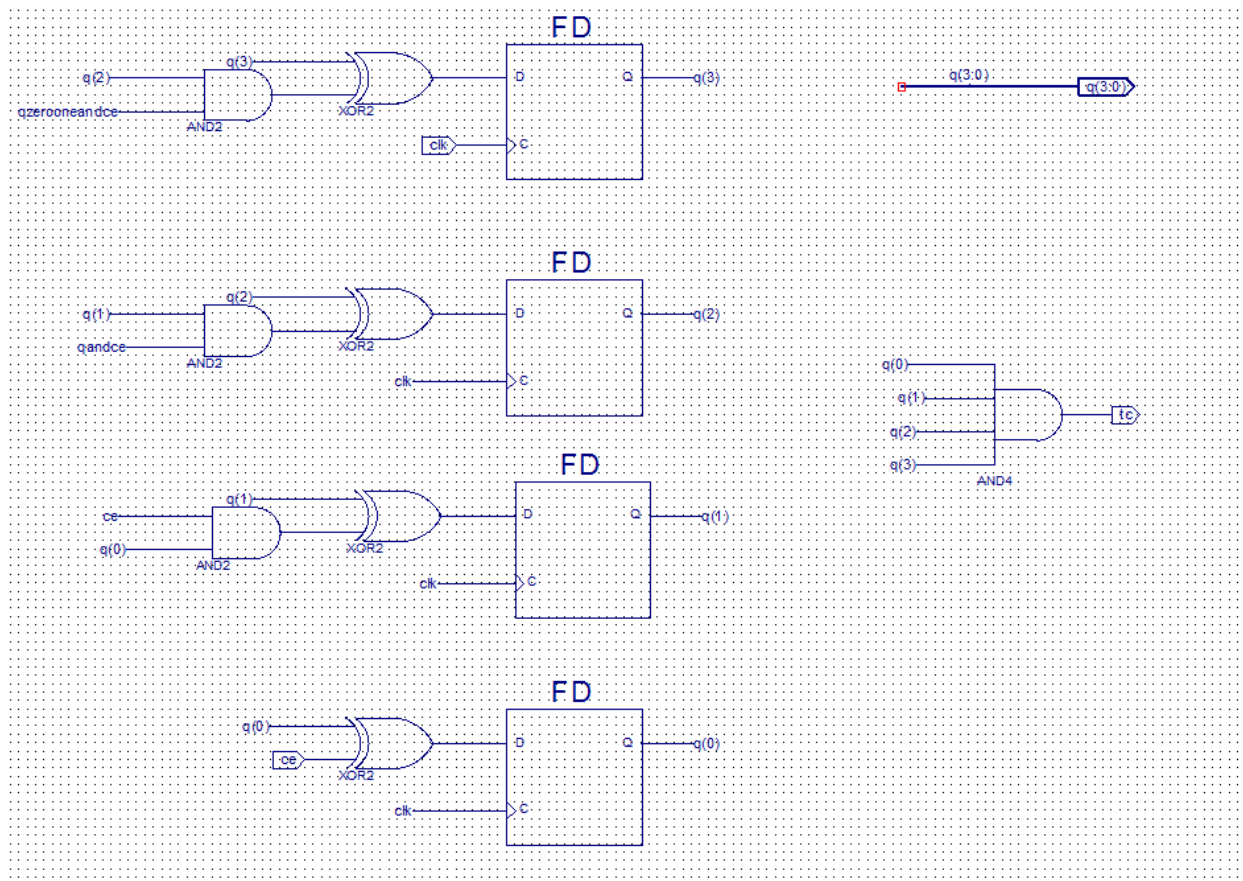 FD
q(3)
q(2)
D
Q
q(3)
q(3:0)
q(3:0)
qzerooneandce
XOR2
AND2
clk
C
FD
q(2)
q(1)
D
Q
q(2)
qandce
XOR2
AND2
clk
C
q(0)
q(1)
tc
q(2)
q(3)
AND4
FD
q(1)
ce
D
Q
q(1)
q(0)
XOR2
AND2
clk
C
FD
q(0)
D
Q
q(0)
ce
XOR2
clk
C